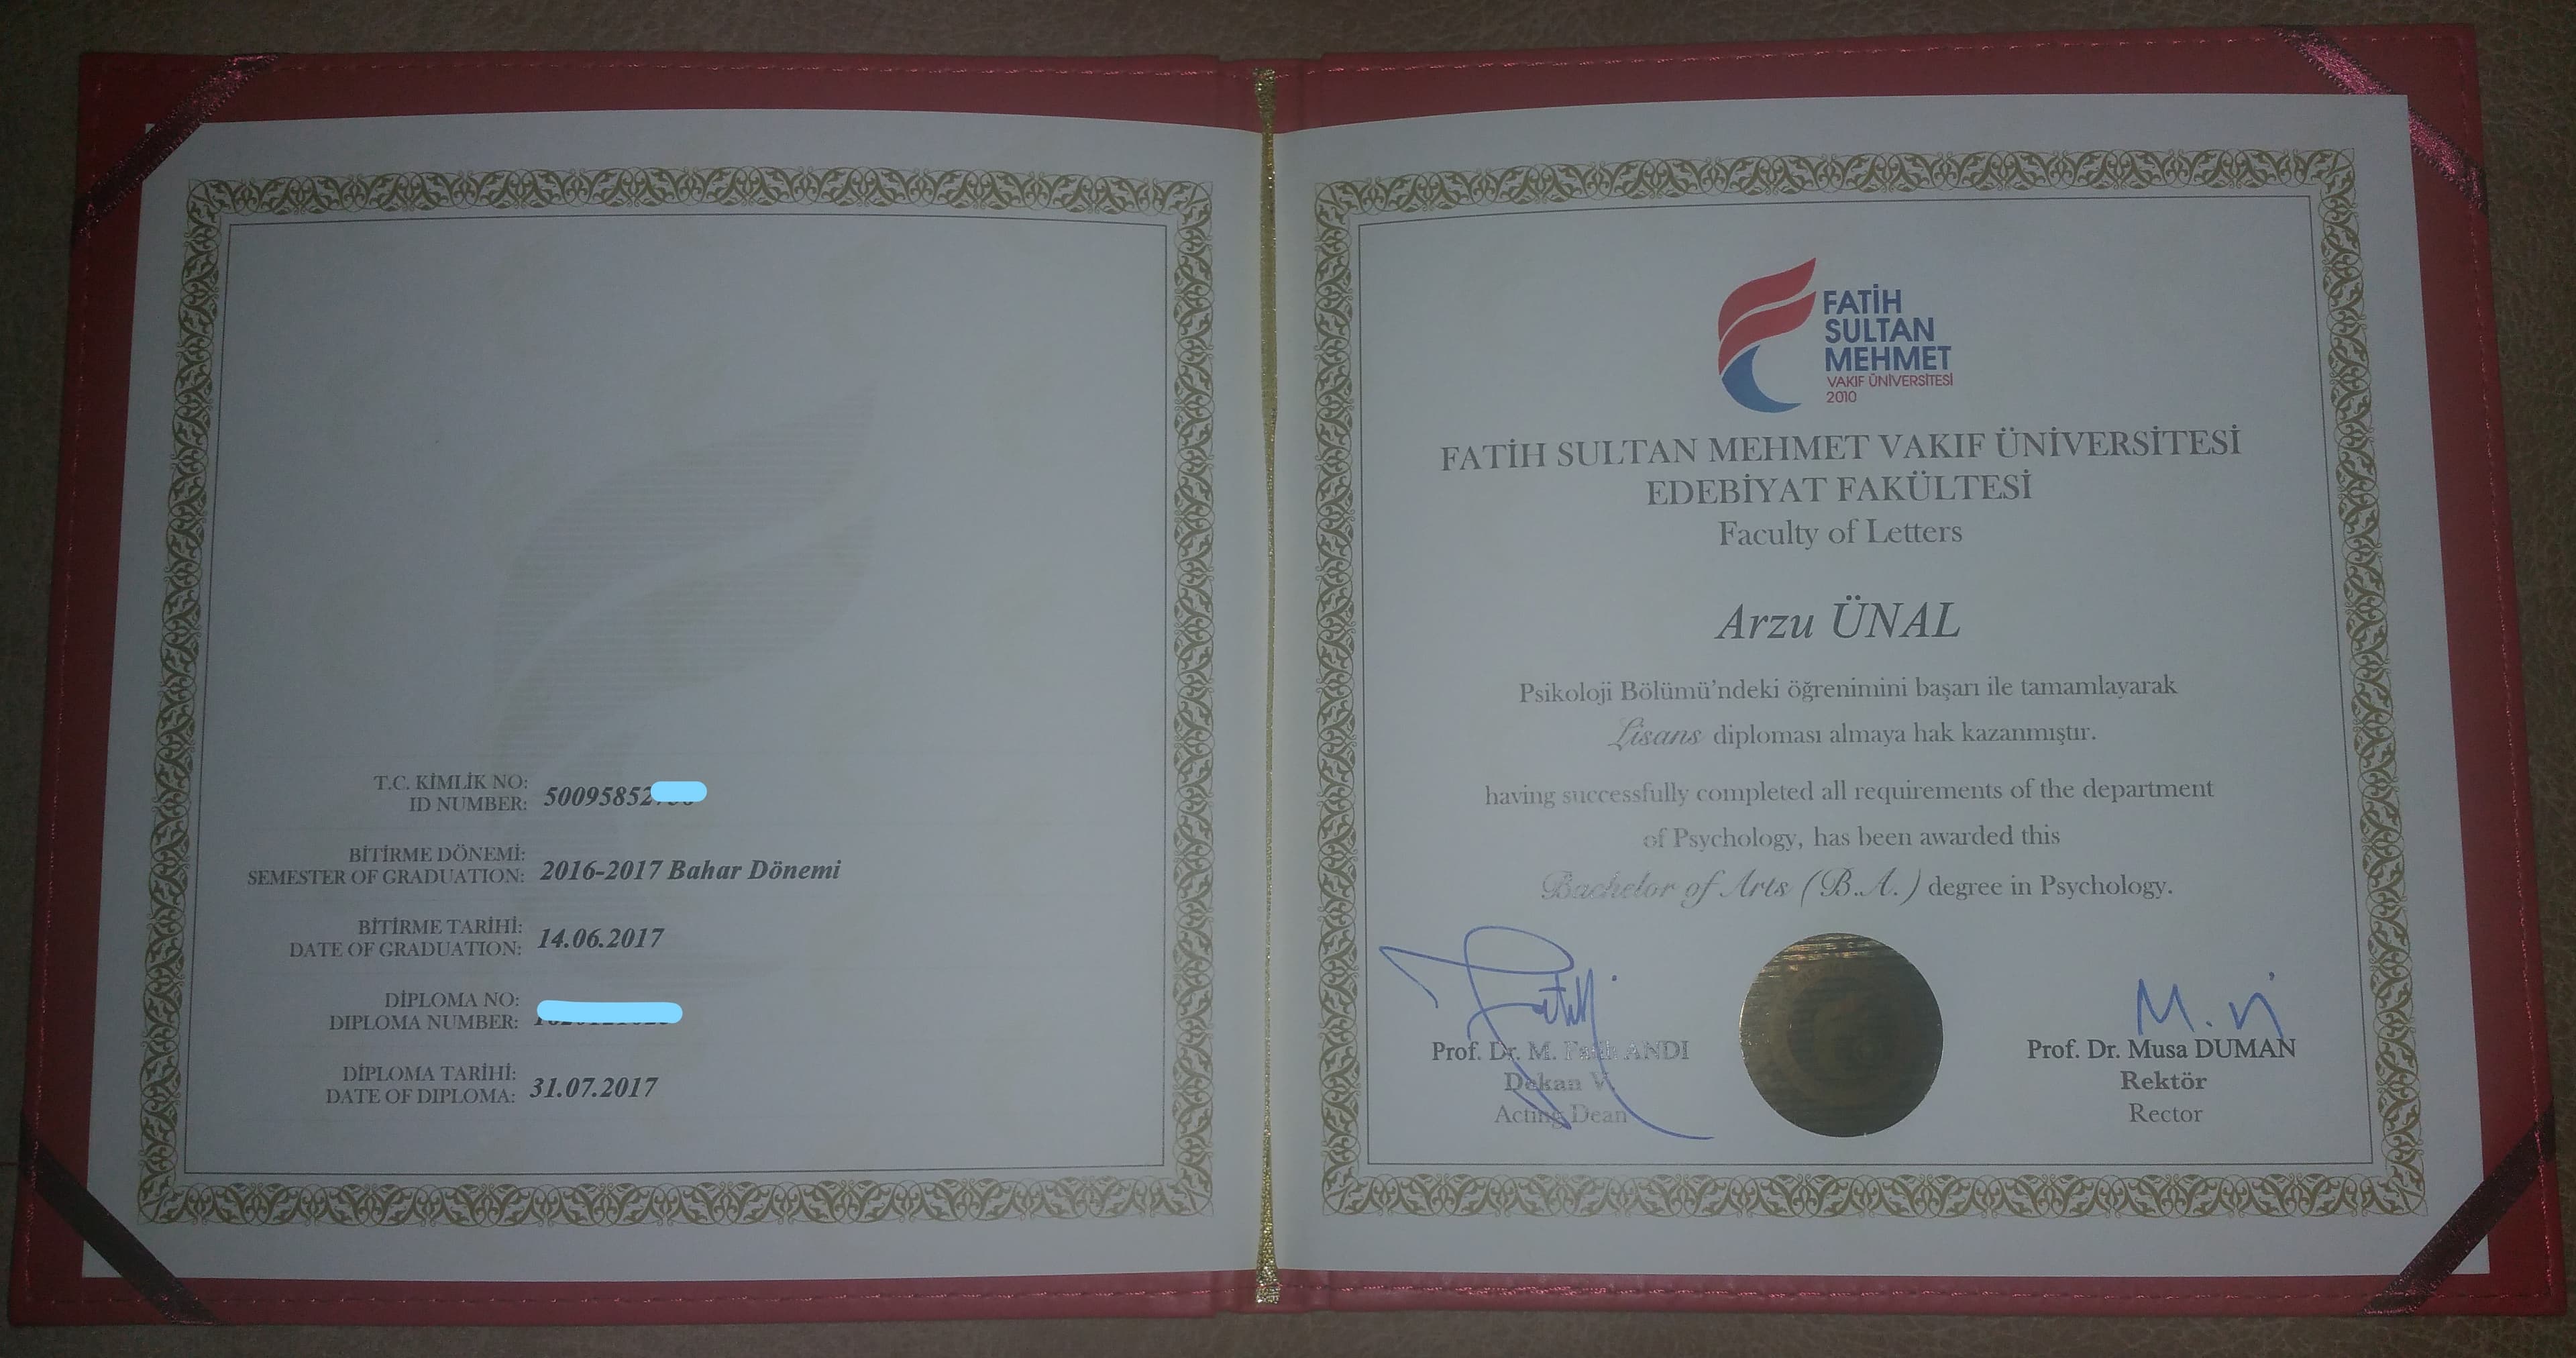 T.C. KİMLİK NO:
ID NUMBER: 50095852
BİTİRME DÖNEMİ:
SEMESTER OF GRADUATION: 2016-2017 Bahar Dönemi
BİTİRME TARİHİ:
DATE OF GRADUATION: 14.06.2017
DİPLOMA NO:
DIPLOMA NUMBER:
DİPLOMA TARİHİ:
DATE OF DIPLOMA: 31.07.2017
FATİH
SULTAN
MEHMET
VAKIF ÜNİVERSİTESİ
2010
FATİH SULTAN MEHMET VAKIF ÜNİVERSİTESİ
EDEBİYAT FAKÜLTESİ
Faculty of Letters
Arzu ÜNAL
Psikoloji Bölümü'ndeki öğrenimini başarı ile tamamlayarak
Lisans diploması almaya hak kazanmıştır.
having successfully completed all requirements of the department
of Psychology, has been awarded this
Bachelor of Arts (B.A.) degree in Psychology.
Prof. Dr. M. Fatih ANDI
Dekan V.
Acting Dean
Prof. Dr. Musa DUMAN
Rektör
Rector